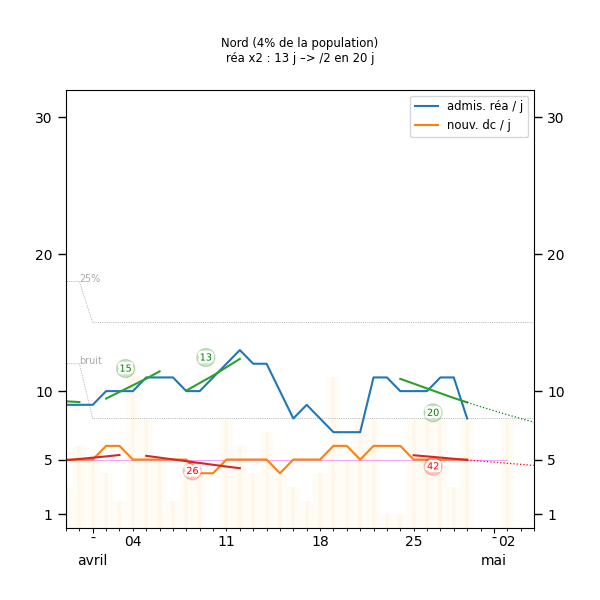 Nord (4% de la population)
réa x2 : 13 j –> /2 en 20 j
admis. réa / j
nouv. dc / j
30
30
20
20
25%
bruit
15
13
10
10
20
5
5
26
42
1
1
- 04 11 18 25 - 02
avril mai